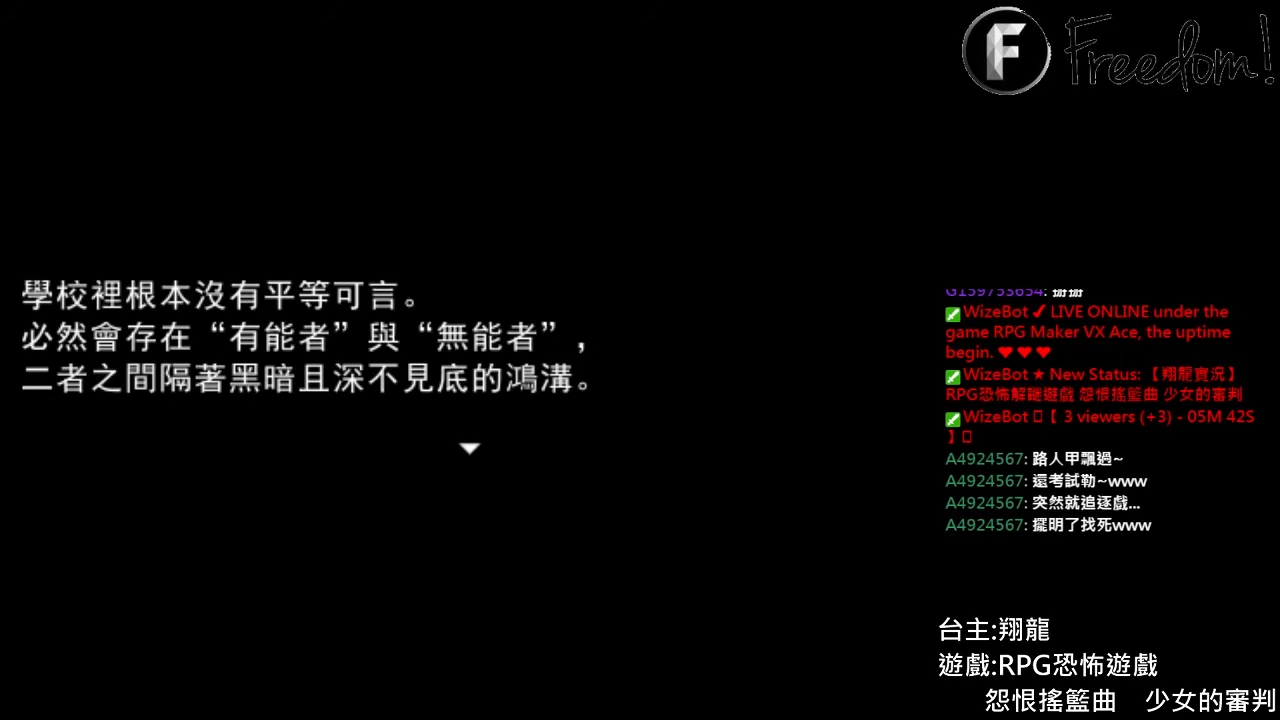 F Freedom!
學校裡根本沒有平等可言。
必然會存在“有能者”與“無能者”,
二者之間隔著黑暗且深不見底的鴻溝。
WizeBot ✔ LIVE ONLINE under the
game RPG Maker VX Ace, the uptime
begin. ♥ ♥ ♥
WizeBot ★ New Status: 【翔龍實況】
RPG恐怖解謎遊戲 怨恨搖籃曲 少女的審判
WizeBot 【 3 viewers (+3) - 05M 42S
】
A4924567: 路人甲飄過~
A4924567: 還考試勒~www
A4924567: 突然就追逐戲...
A4924567: 擺明了找死www
台主:翔龍
遊戲:RPG恐怖遊戲
怨恨搖籃曲　少女的審判